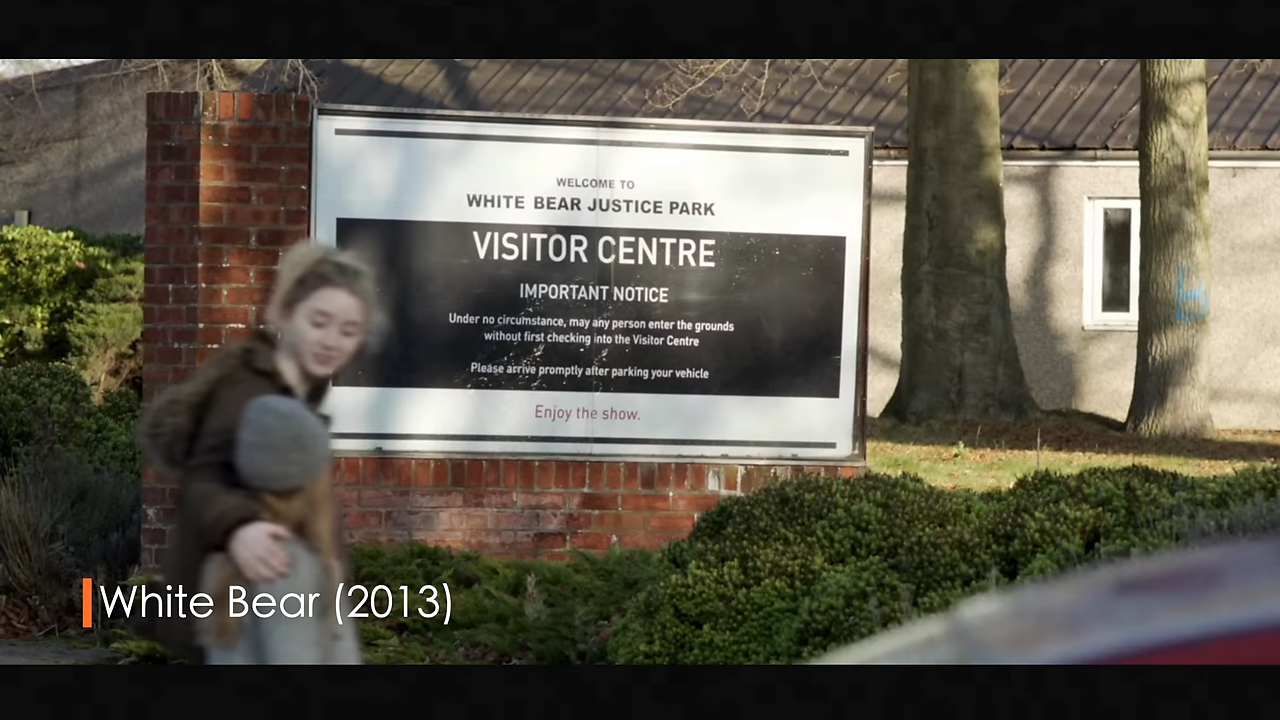 WELCOME TO
WHITE BEAR JUSTICE PARK
VISITOR CENTRE
IMPORTANT NOTICE
Under no circumstance, may any person enter the grounds
without first checking into the Visitor Centre
Please arrive promptly after parking your vehicle
Enjoy the show.
White Bear (2013)